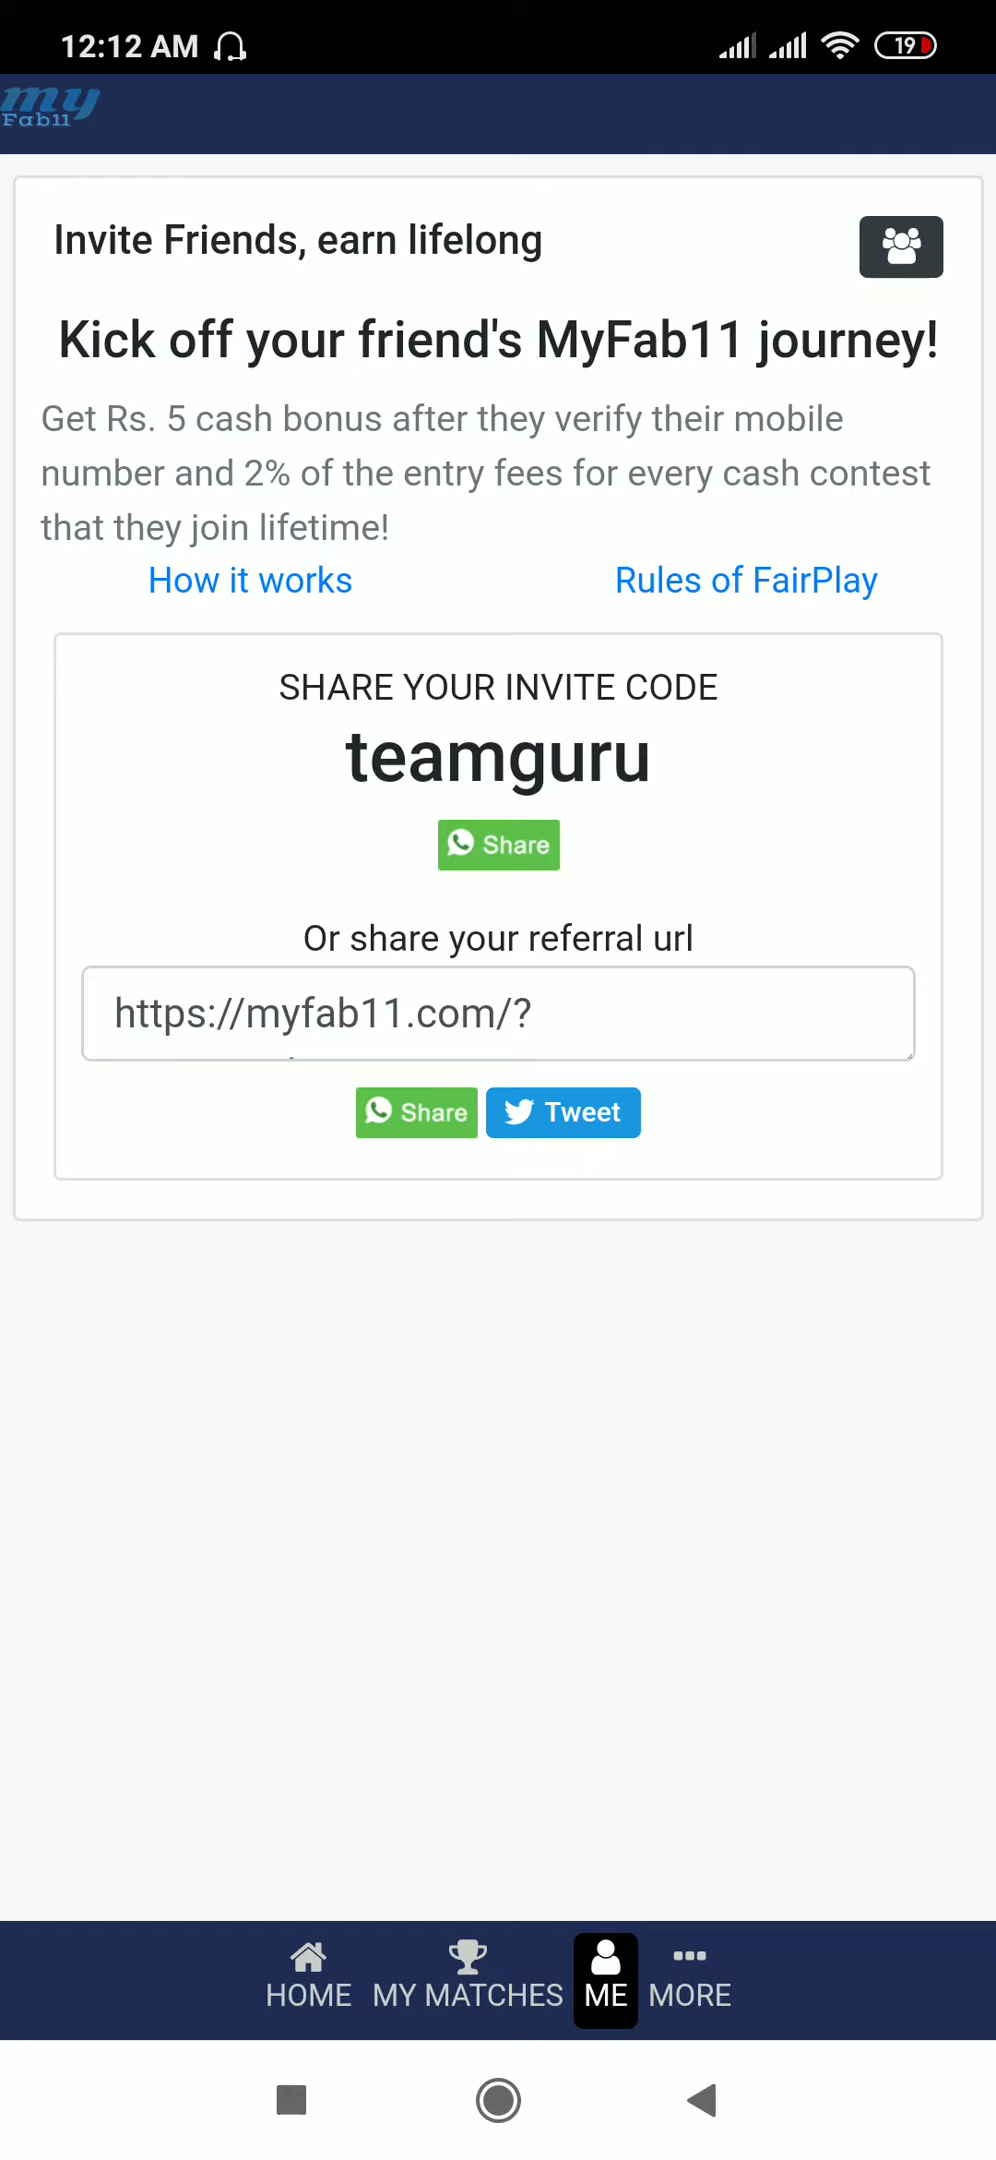 12:12 AM
19
my
Fab11
Invite Friends, earn lifelong
Kick off your friend's MyFab11 journey!
Get Rs. 5 cash bonus after they verify their mobile
number and 2% of the entry fees for every cash contest
that they join lifetime!
How it works
Rules of FairPlay
SHARE YOUR INVITE CODE
teamguru
Share
Or share your referral url
https://myfab11.com/?
Share
Tweet
HOME
MY MATCHES
ME
MORE